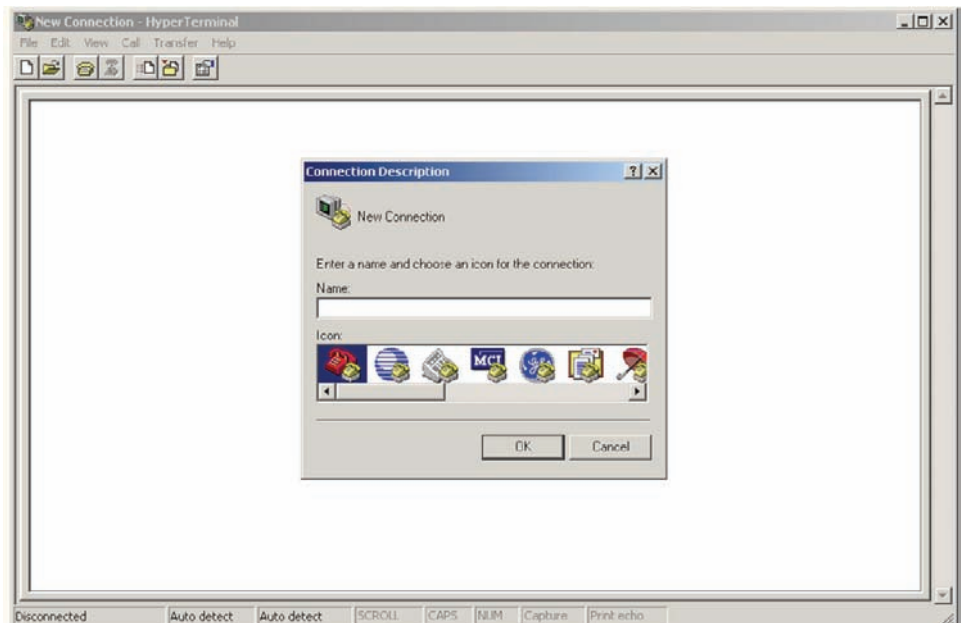 New Connection - HyperTerminal
File Edit View Call Transfer Help
Connection Description
New Connection
Enter a name and choose an icon for the connection:
Name:
Icon:
MCI
OK Cancel
Disconnected Auto detect Auto detect SCROLL CAPS NUM Capture Print echo